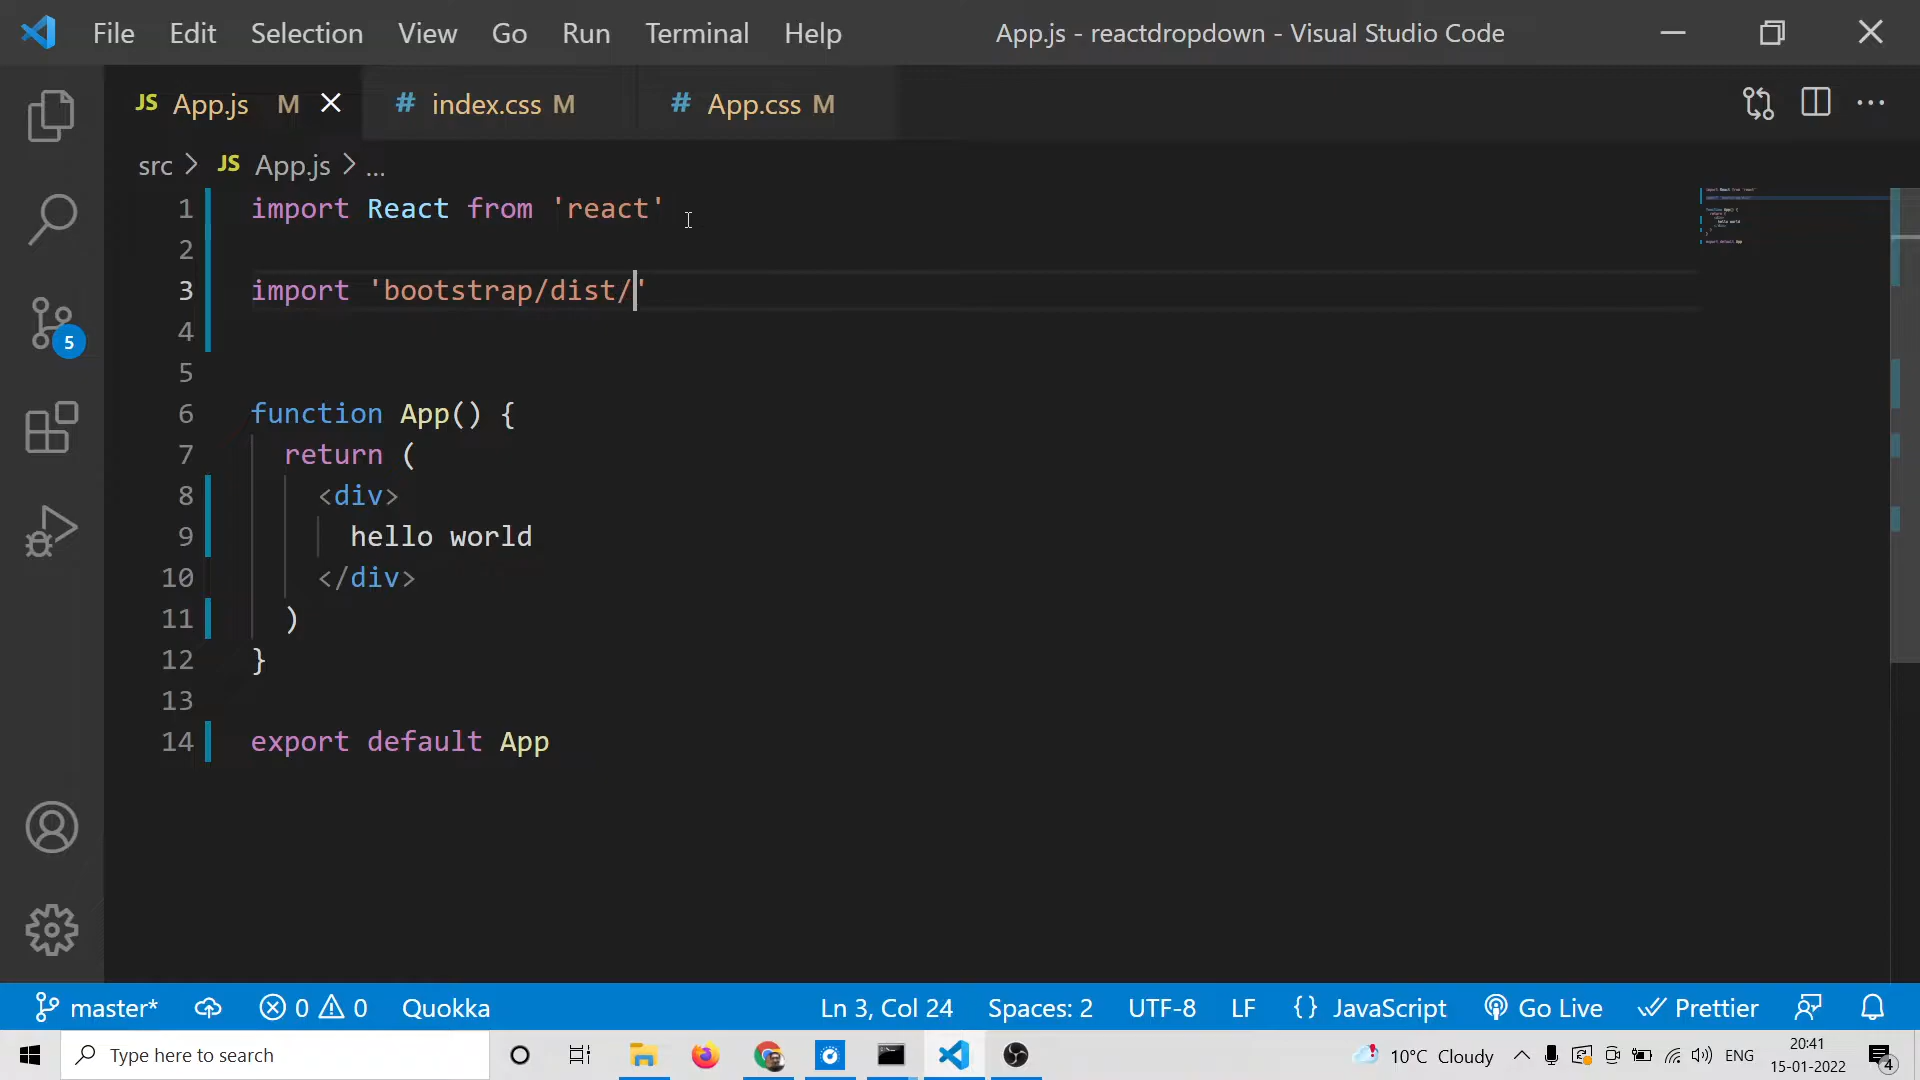 File Edit Selection View Go Run Terminal Help App.js - reactdropdown - Visual Studio Code
JS App.js M # index.css M # App.css M
src > JS App.js > ...
1 import React from 'react'
2
3 import 'bootstrap/dist/'
4
5
6 function App() {
7 return (
8 <div>
9 hello world
10 </div>
11 )
12 }
13
14 export default App
5
master* 0 0 Quokka Ln 3, Col 24 Spaces: 2 UTF-8 LF {} JavaScript Go Live Prettier
Type here to search 10°C Cloudy ENG 20:41
15-01-2022 4